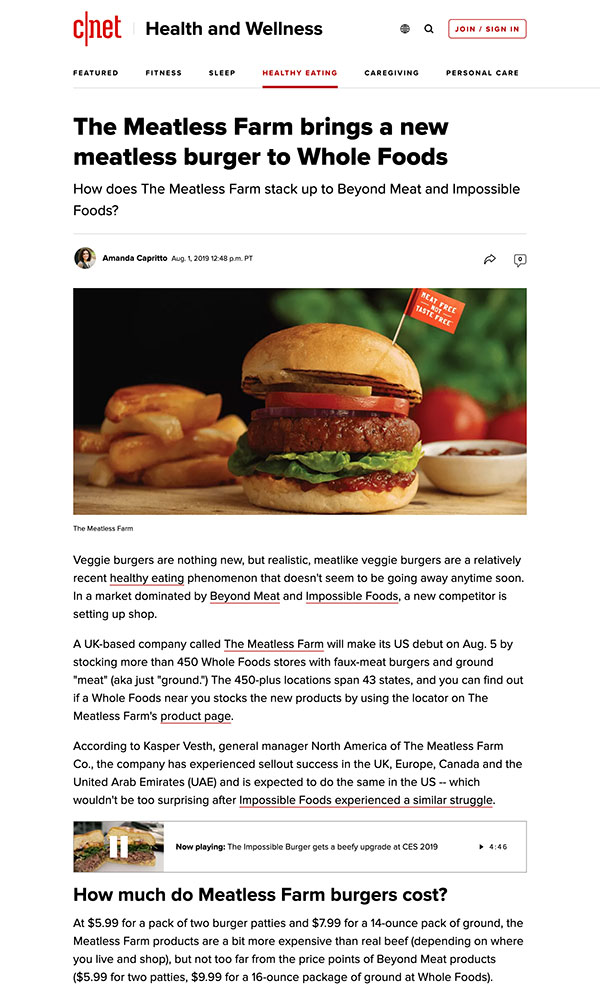 c|net Health and Wellness JOIN / SIGN IN
FEATURED FITNESS SLEEP HEALTHY EATING CAREGIVING PERSONAL CARE
The Meatless Farm brings a new
meatless burger to Whole Foods
How does The Meatless Farm stack up to Beyond Meat and Impossible
Foods?
Amanda Capritto Aug. 1, 2019 12:48 p.m. PT 0
MEAT FREE
NOT
TASTE FREE
The Meatless Farm
Veggie burgers are nothing new, but realistic, meatlike veggie burgers are a relatively
recent healthy eating phenomenon that doesn't seem to be going away anytime soon.
In a market dominated by Beyond Meat and Impossible Foods, a new competitor is
setting up shop.
A UK-based company called The Meatless Farm will make its US debut on Aug. 5 by
stocking more than 450 Whole Foods stores with faux-meat burgers and ground
"meat" (aka just "ground.") The 450-plus locations span 43 states, and you can find out
if a Whole Foods near you stocks the new products by using the locator on The
Meatless Farm's product page.
According to Kasper Vesth, general manager North America of The Meatless Farm
Co., the company has experienced sellout success in the UK, Europe, Canada and the
United Arab Emirates (UAE) and is expected to do the same in the US -- which
wouldn't be too surprising after Impossible Foods experienced a similar struggle.
Now playing: The Impossible Burger gets a beefy upgrade at CES 2019 4:46
How much do Meatless Farm burgers cost?
At $5.99 for a pack of two burger patties and $7.99 for a 14-ounce pack of ground, the
Meatless Farm products are a bit more expensive than real beef (depending on where
you live and shop), but not too far from the price points of Beyond Meat products
($5.99 for two patties, $9.99 for a 16-ounce package of ground at Whole Foods).